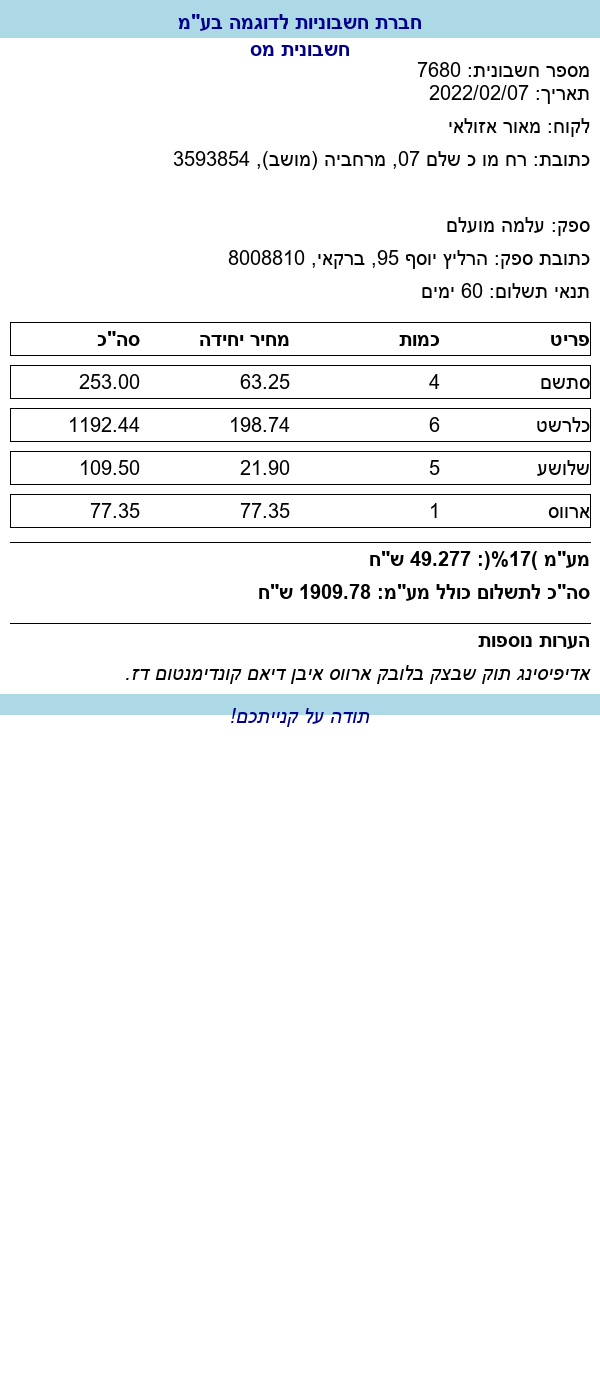 חברת חשבוניות לדוגמה בע"מ
חשבונית מס
מספר חשבונית: 7680
תאריך: 2022/02/07
לקוח: מאור אזולאי
כתובת: רח מו כ שלם 07, מרחביה (מושב), 3593854
ספק: עלמה מועלם
כתובת ספק: הרליץ יוסף 95, ברקאי, 8008810
תנאי תשלום: 60 ימים
פריט כמות מחיר יחידה סה"כ
סתשם 4 63.25 253.00
כלרשט 6 198.74 1192.44
שלושע 5 21.90 109.50
ארווס 1 77.35 77.35
מע"מ )17%(: 49.277 ש"ח
סה"כ לתשלום כולל מע"מ: 1909.78 ש"ח
הערות נוספות
אדיפיסינג תוק שבצק בלובק ארווס איבן דיאם קונדימנטום דז.
תודה על קנייתכם!